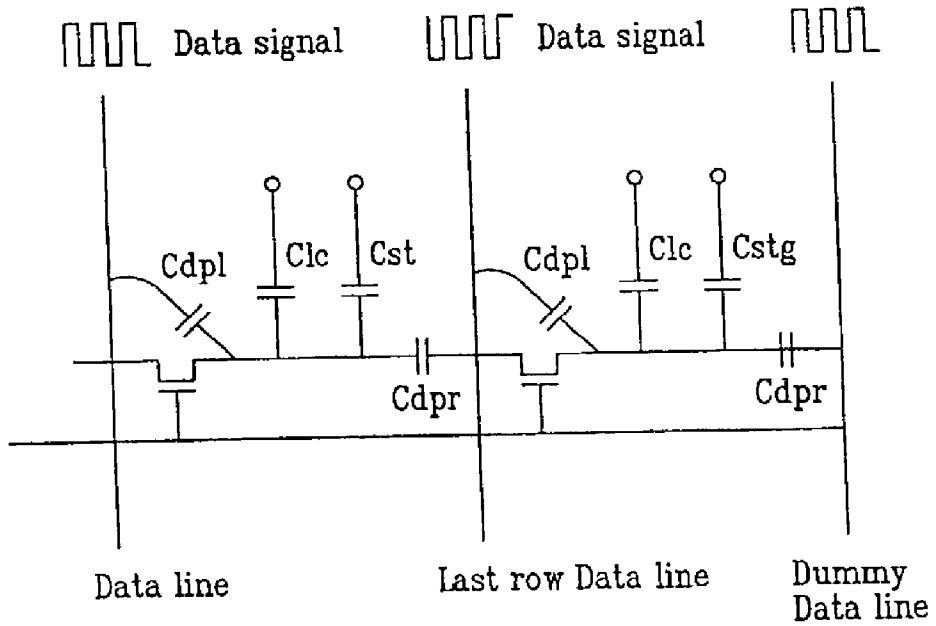 Data signal
Data signal
Cdpl
Clc
Cst
Cdpl
Clc
Cstg
Cdpr
Cdpr
Data line
Last row Data line
Dummy
Data line